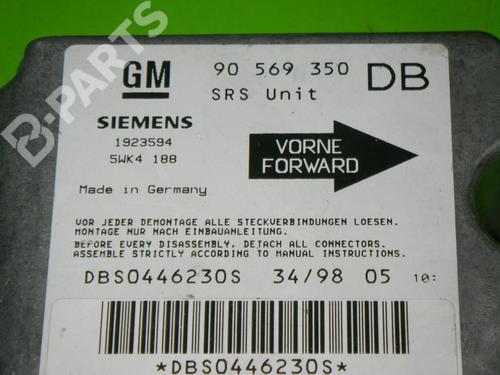 B-PARTS
GM 90 569 350 DB
SRS Unit
SIEMENS
1923594
5WK4 188
VORNE
FORWARD
Made in Germany
VOR JEDER DEMONTAGE ALLE STECKVERBINDUNGEN LOESEN.
MONTAGE NUR NACH EINBAUANLEITUNG.
BEFORE EVERY DISASSEMBLY, DETACH ALL CONNECTORS.
ASSEMBLE STRICTLY ACCORDING TO MANUAL INSTRUCTIONS.
DBS0446230S 34/98 05 10:
*DBS0446230S*